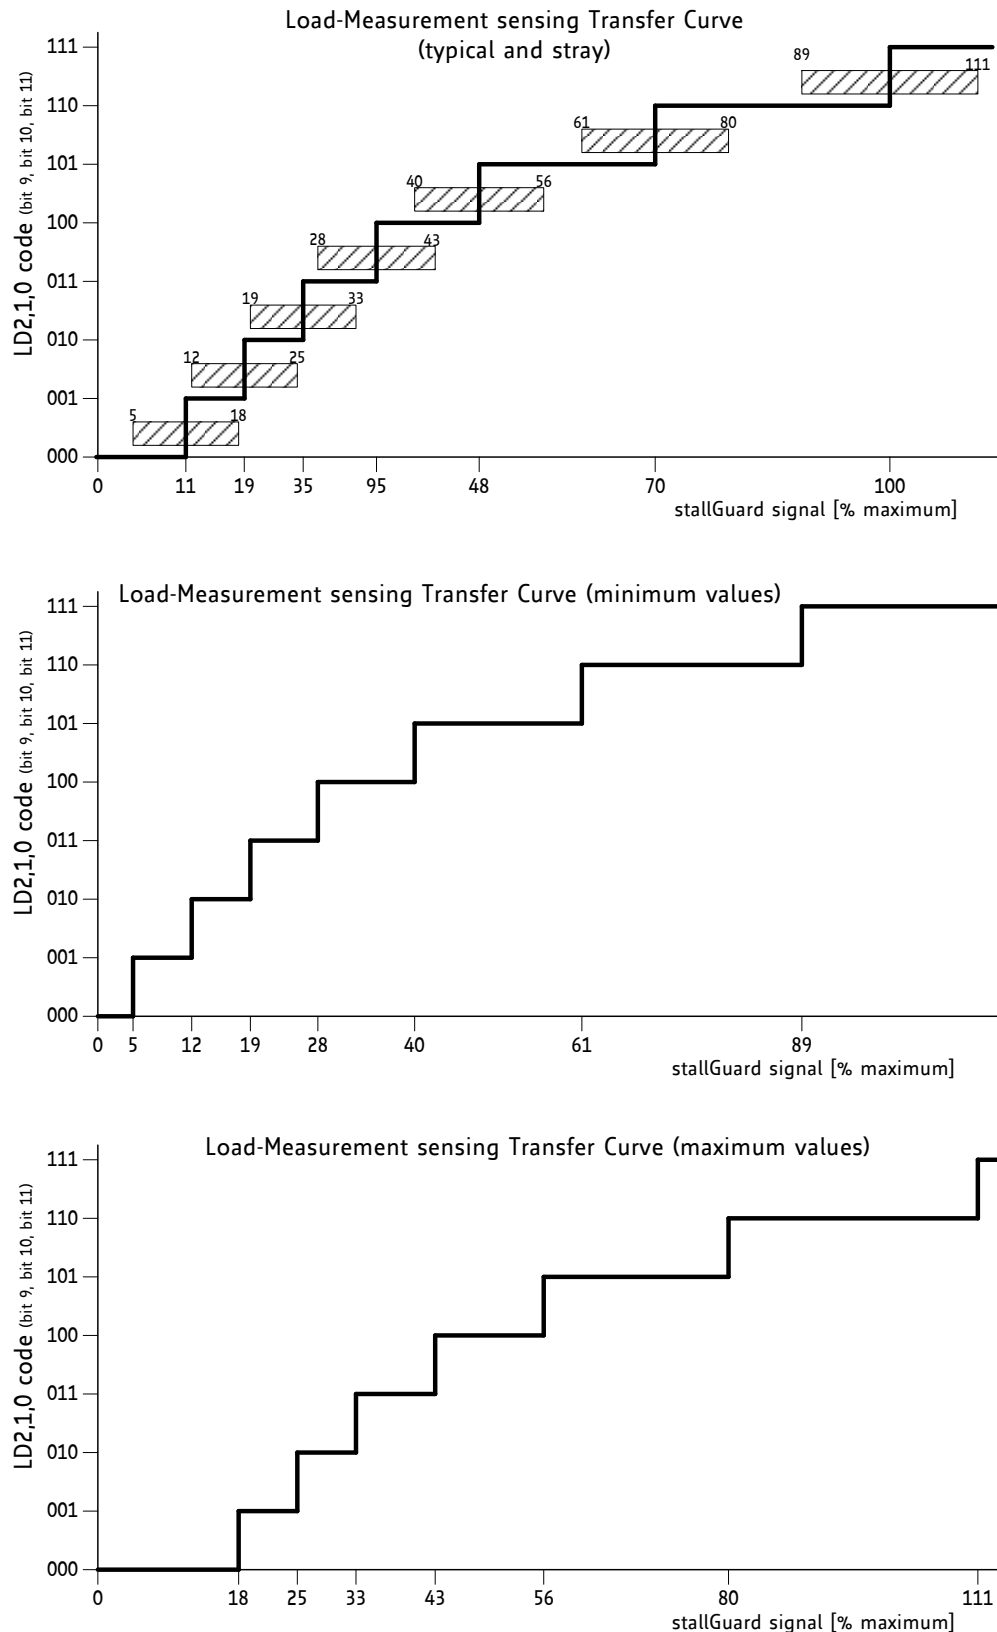 Load-Measurement sensing Transfer Curve
(typical and stray)
LD2,1,0 code (bit 9, bit 10, bit 11)
111
110
101
100
011
010
001
000
89
111
61
80
40
56
28
43
19
33
12
25
5
18
0 11 19 35 95 48 70 100
stallGuard signal [% maximum]
Load-Measurement sensing Transfer Curve (minimum values)
LD2,1,0 code (bit 9, bit 10, bit 11)
111
110
101
100
011
010
001
000
0 5 12 19 28 40 61 89
stallGuard signal [% maximum]
Load-Measurement sensing Transfer Curve (maximum values)
LD2,1,0 code (bit 9, bit 10, bit 11)
111
110
101
100
011
010
001
000
0 18 25 33 43 56 80 111
stallGuard signal [% maximum]